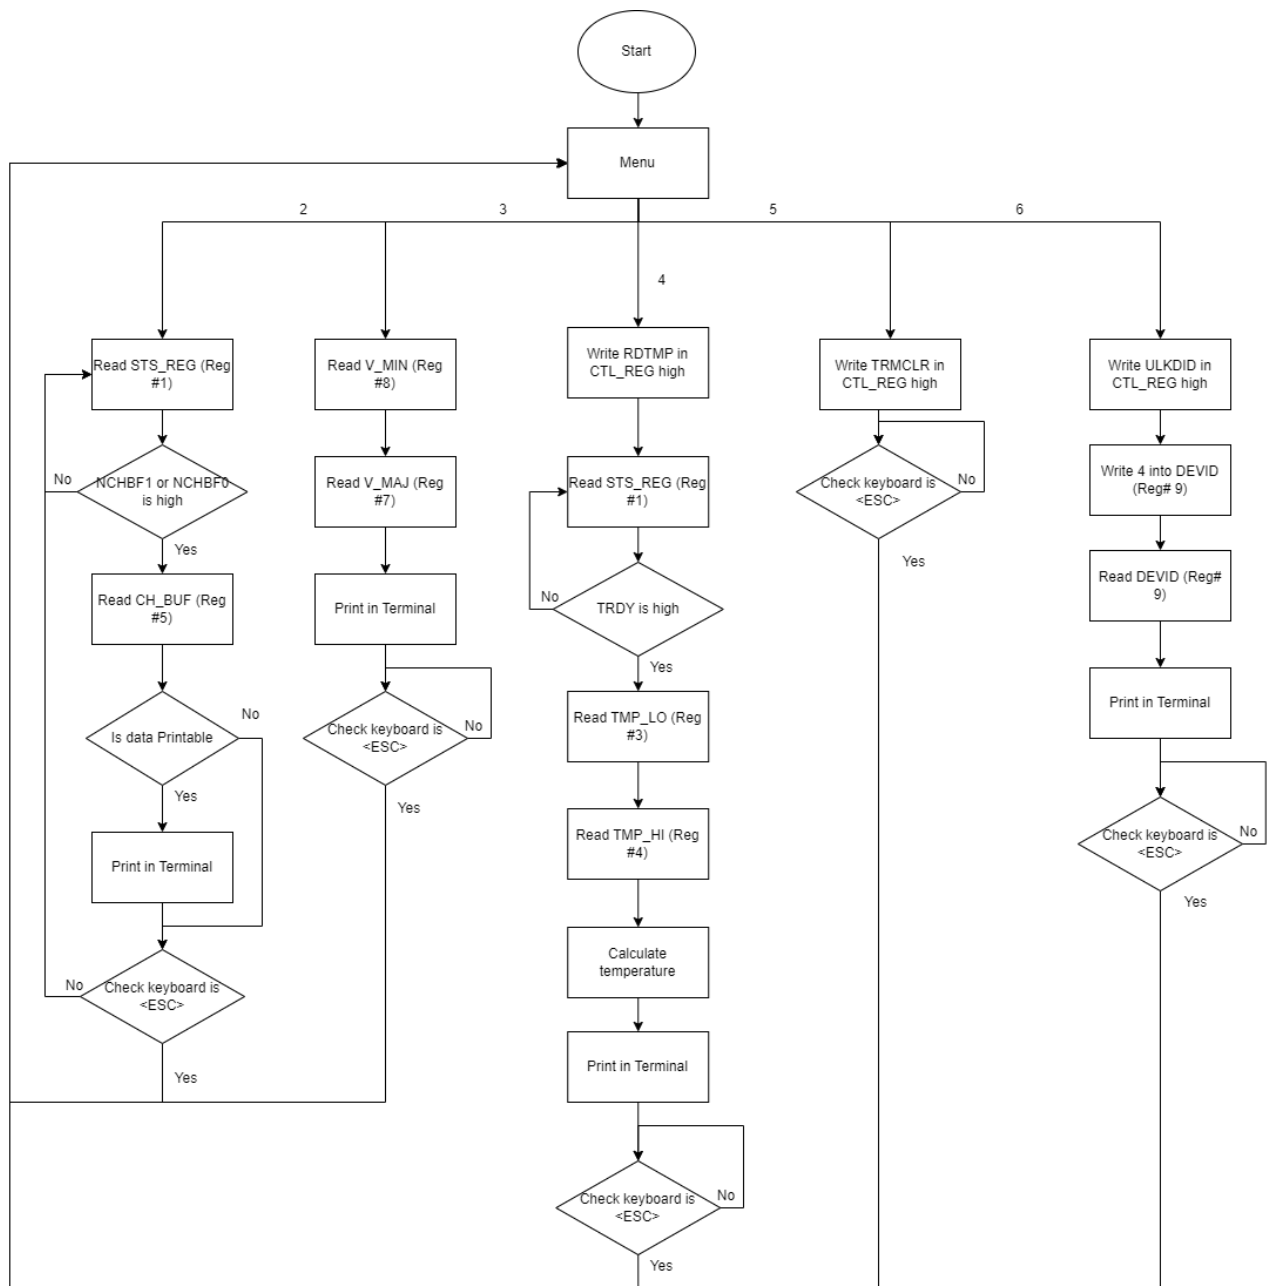 Start
Menu
2
3
4
5
6
Read STS_REG (Reg
#1)
No
NCHBF1 or NCHBF0
is high
Yes
Read CH_BUF (Reg
#5)
Is data Printable
No
Yes
Print in Terminal
No
Check keyboard is
<ESC>
Yes
Read V_MIN (Reg
#8)
Read V_MAJ (Reg
#7)
Print in Terminal
Check keyboard is
<ESC>
No
Yes
Write RDTMP in
CTL_REG high
Read STS_REG (Reg
#1)
No
TRDY is high
Yes
Read TMP_LO (Reg
#3)
Read TMP_HI (Reg
#4)
Calculate
temperature
Print in Terminal
Check keyboard is
<ESC>
No
Yes
Write TRMCLR in
CTL_REG high
Check keyboard is
<ESC>
No
Yes
Write ULKDID in
CTL_REG high
Write 4 into DEVID
(Reg# 9)
Read DEVID (Reg#
9)
Print in Terminal
Check keyboard is
<ESC>
No
Yes